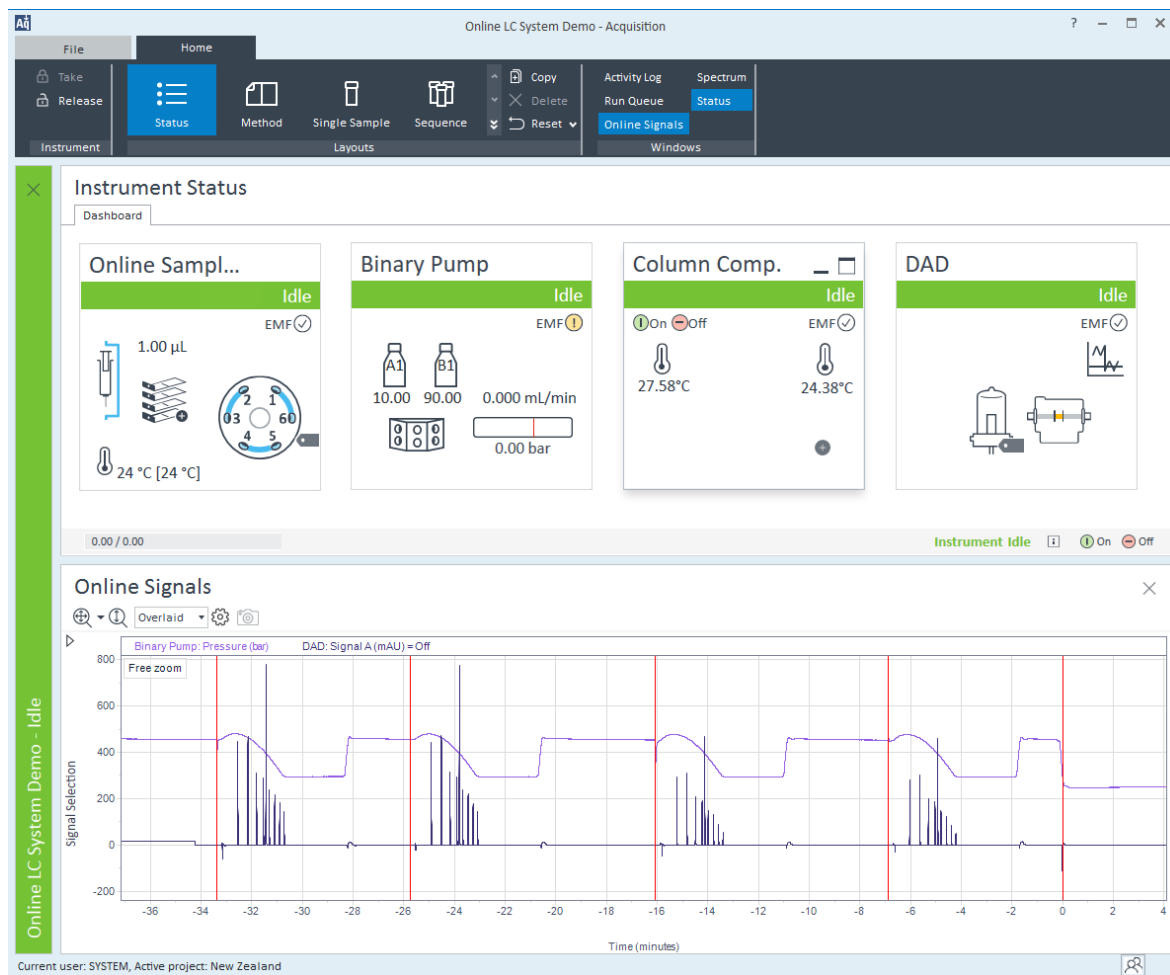 Aq
Online LC System Demo - Acquisition
?
File Home
Take
Release
Instrument
Status
Method
Single Sample
Sequence
Copy
Delete
Reset
Layouts
Activity Log Spectrum
Run Queue Status
Online Signals
Windows
Online LC System Demo - Idle
Instrument Status
Dashboard
Online Sampl...
Idle
EMF
1.00 µL
2 1
03 60
4 5
24 °C [24 °C]
Binary Pump
Idle
EMF
A1 B1
10.00 90.00 0.000 mL/min
0.00 bar
Column Comp.
Idle
On Off EMF
27.58°C 24.38°C
DAD
Idle
EMF
0.00 / 0.00
Instrument Idle i On Off
Online Signals
Overlaid
Binary Pump: Pressure (bar) DAD: Signal A (mAU) = Off
Free zoom
800
600
400
200
0
-200
Signal Selection
-36 -34 -32 -30 -28 -26 -24 -22 -20 -18 -16 -14 -12 -10 -8 -6 -4 -2 0 2 4
Time (minutes)
Current user: SYSTEM, Active project: New Zealand